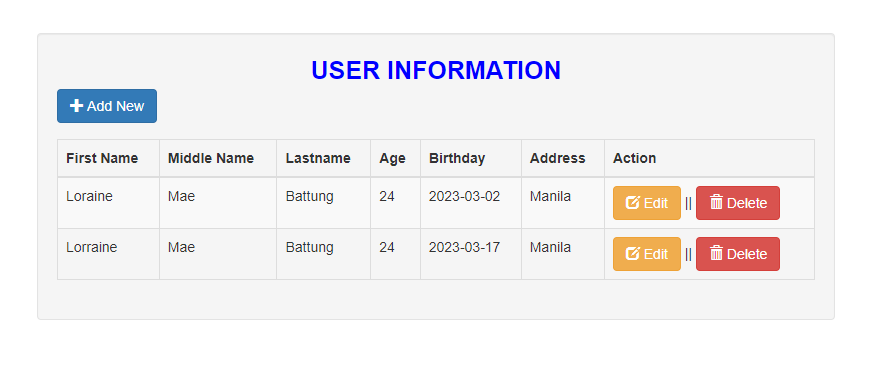 USER INFORMATION
Add New
First Name Middle Name Lastname Age Birthday Address Action
Loraine Mae Battung 24 2023-03-02 Manila Edit || Delete
Lorraine Mae Battung 24 2023-03-17 Manila Edit || Delete